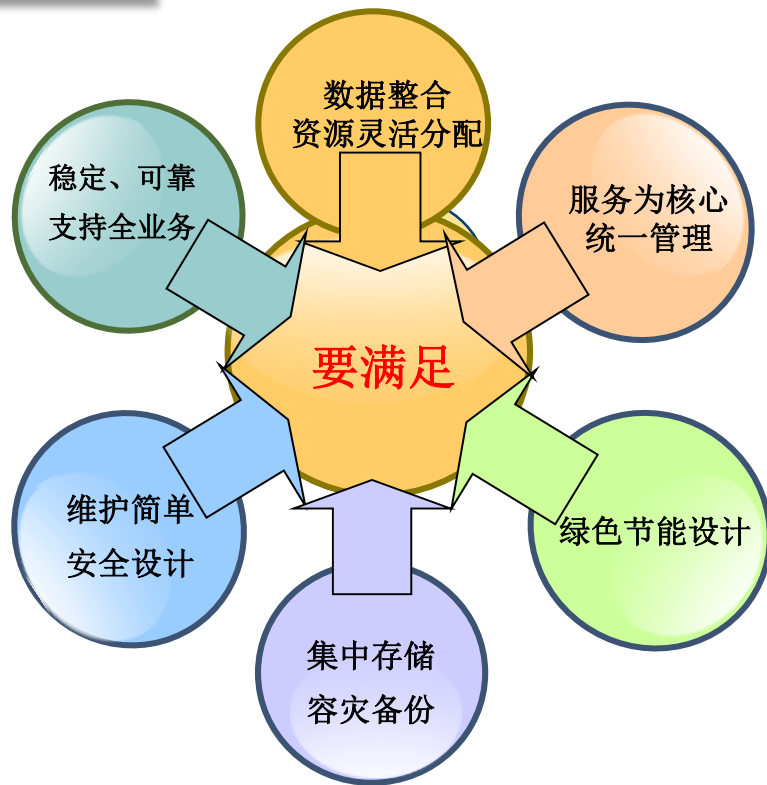 数据整合
资源灵活分配
稳定、可靠
支持全业务
服务为核心
统一管理
要满足
维护简单
安全设计
绿色节能设计
集中存储
容灾备份